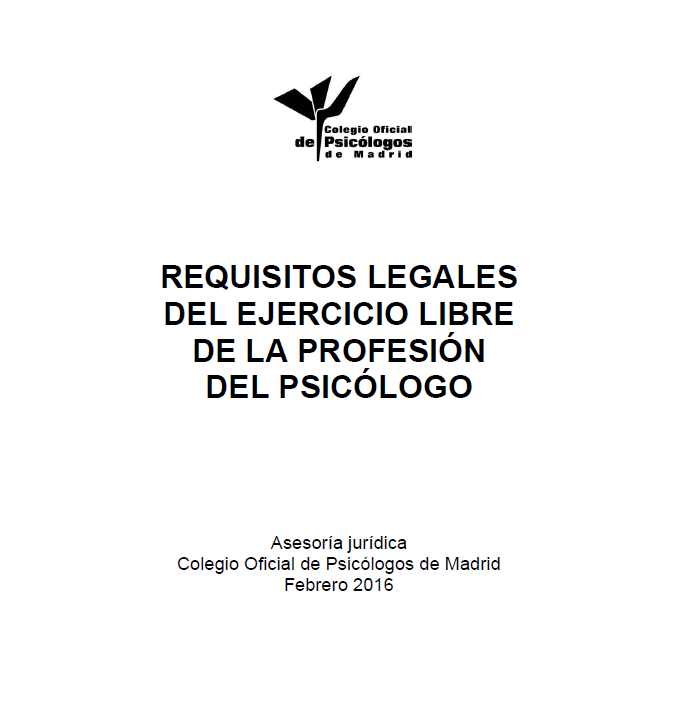 Colegio Oficial
de Psicólogos
de Madrid
REQUISITOS LEGALES
DEL EJERCICIO LIBRE
DE LA PROFESIÓN
DEL PSICÓLOGO
Asesoría jurídica
Colegio Oficial de Psicólogos de Madrid
Febrero 2016